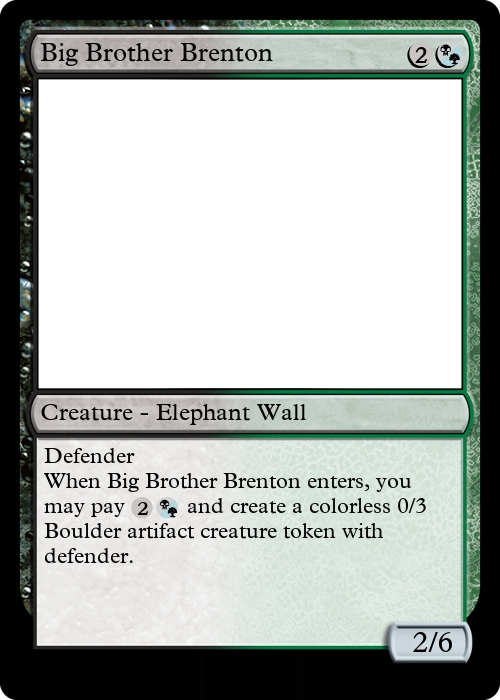 Big Brother Brenton 2
Creature - Elephant Wall
Defender
When Big Brother Brenton enters, you
may pay 2 and create a colorless 0/3
Boulder artifact creature token with
defender.
2/6